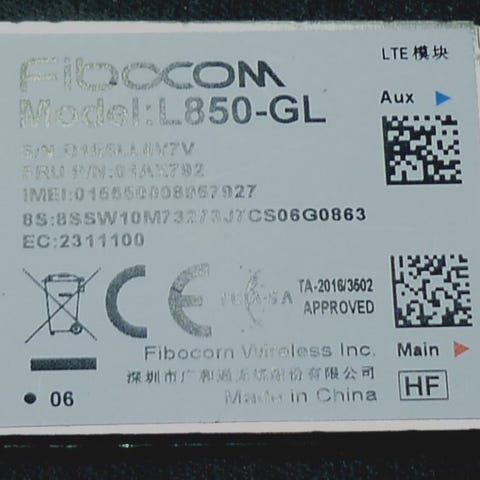 Fibocom
LTE 模块
Model:L850-GL
Aux
8S:8SSW10M73273J7CS06G0863
EC:2311100
CE
TA-2016/3502
APPROVED
Fibocom Wireless Inc.
Main
深圳市广和通无线股份有限公司
HF
06
Made in China